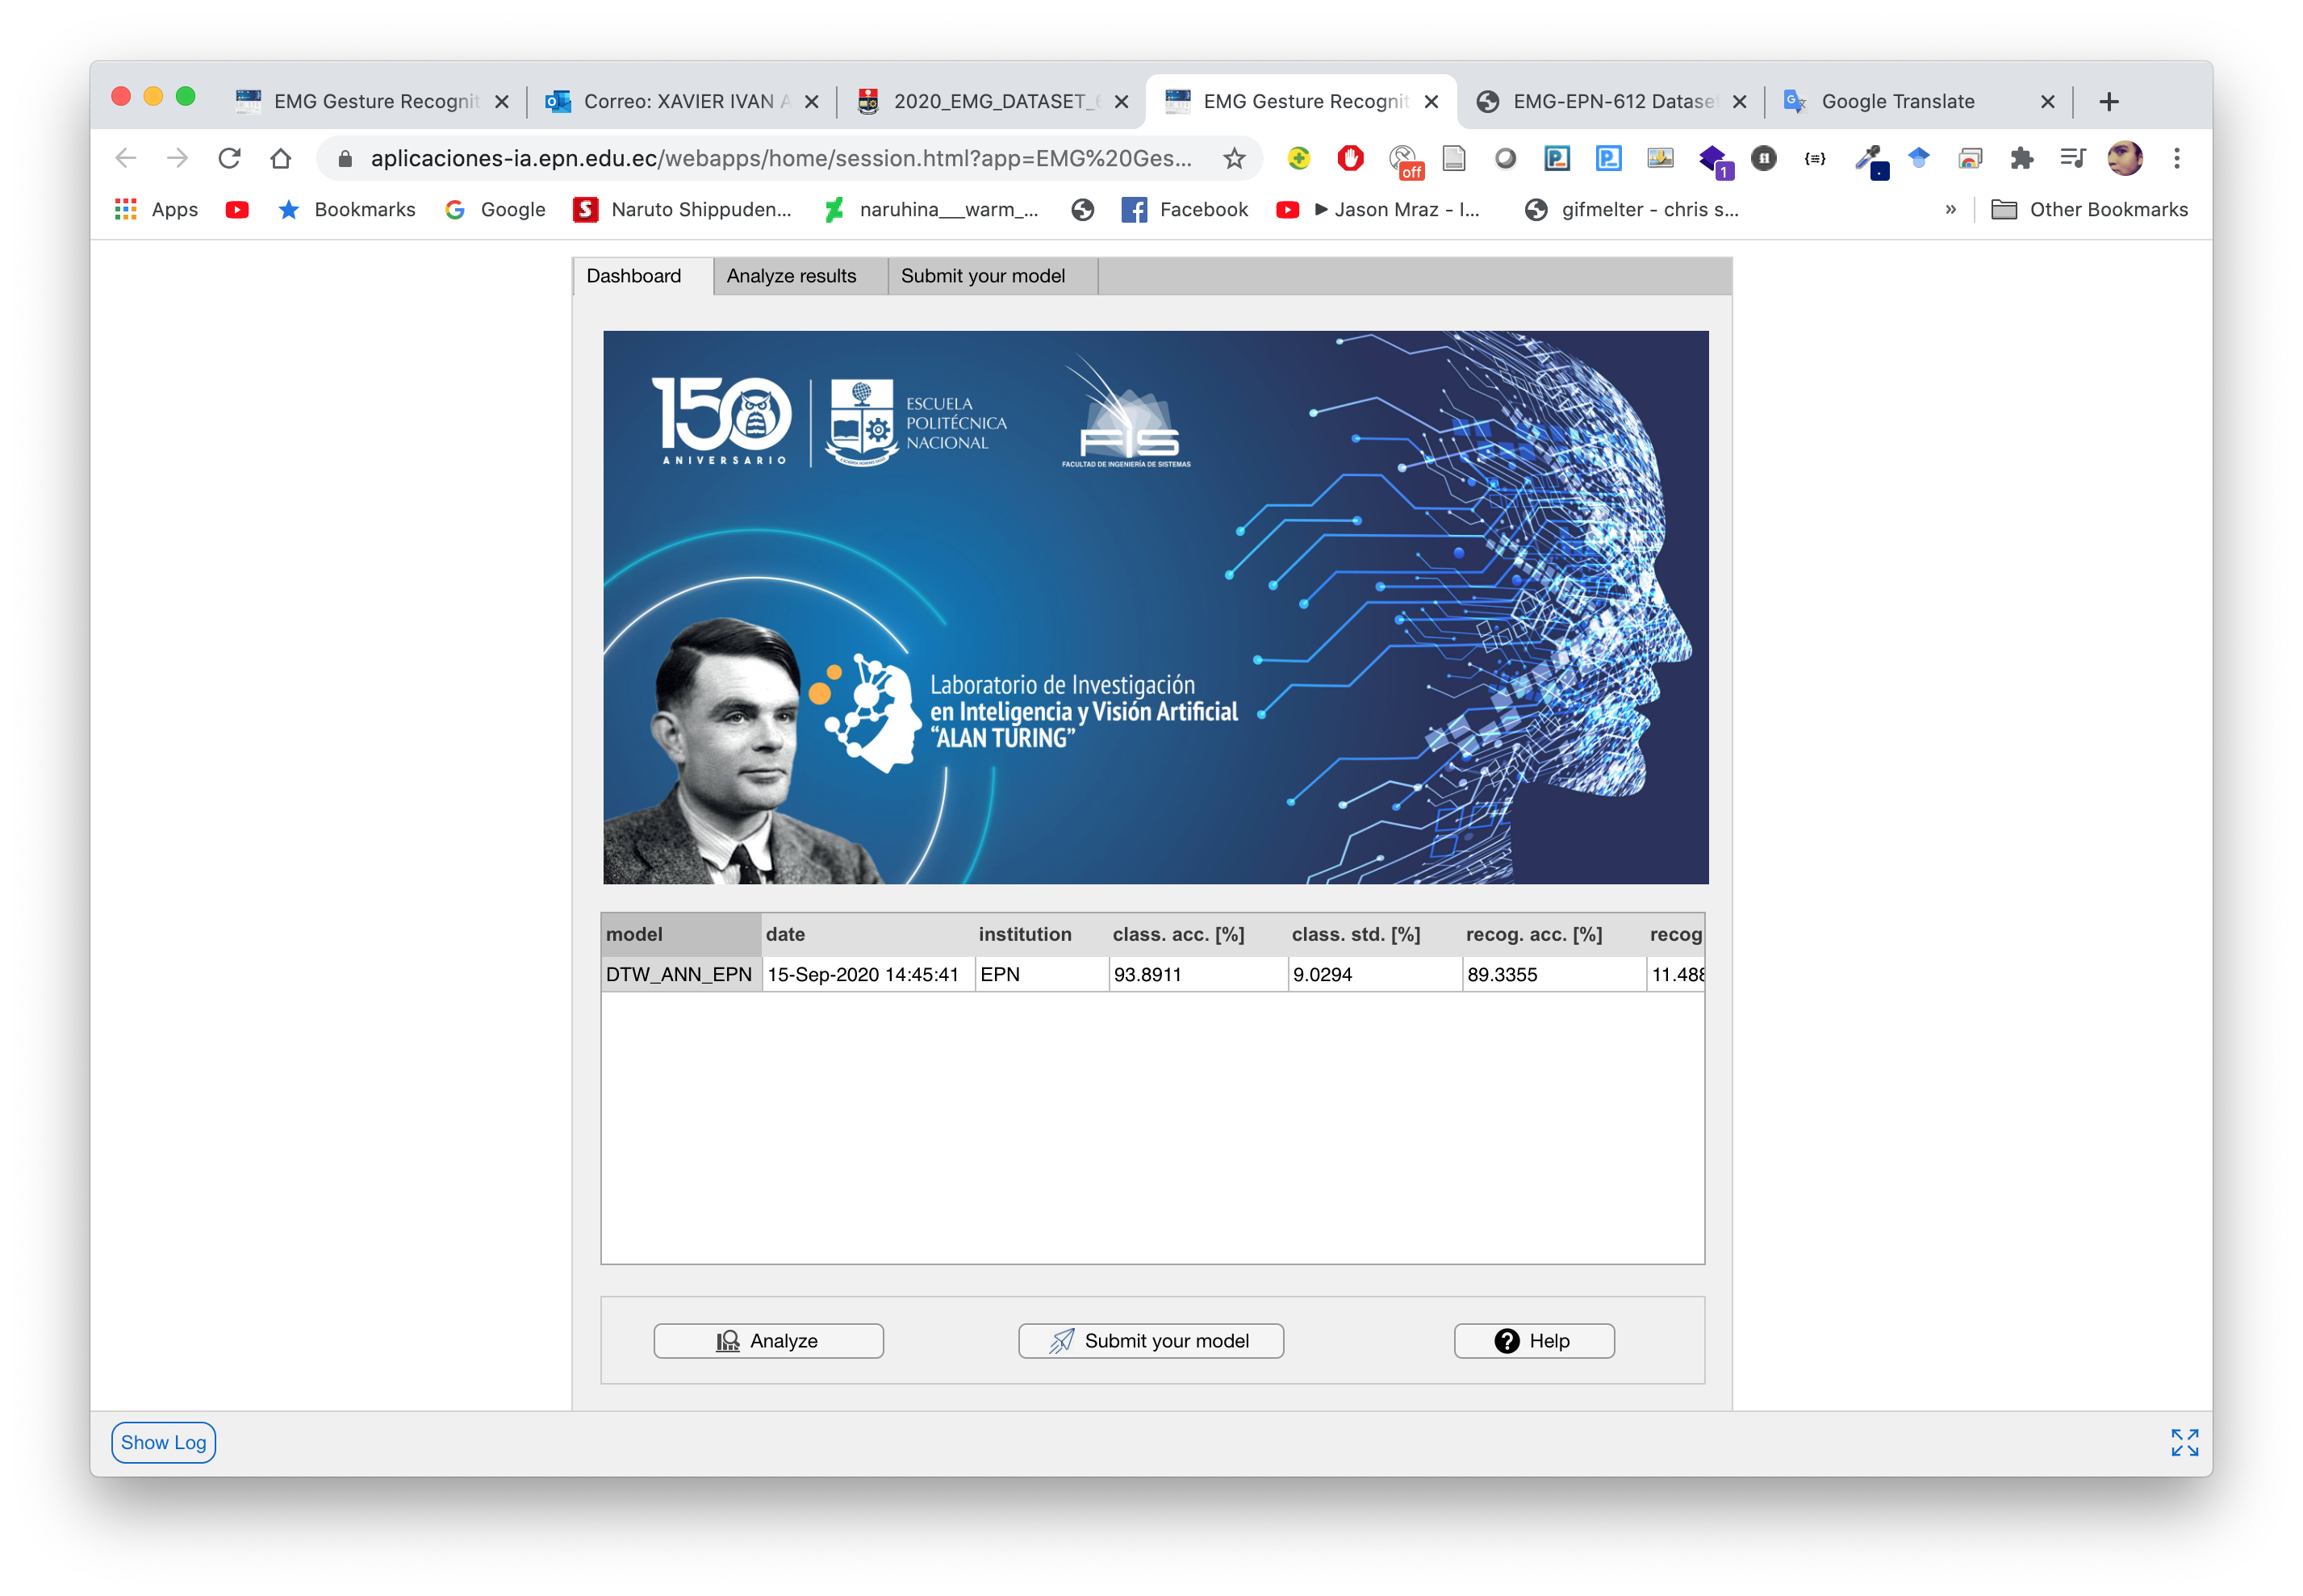 EMG Gesture Recognit
Correo: XAVIER IVAN A
2020_EMG_DATASET_6
EMG Gesture Recognit
EMG-EPN-612 Dataset
Google Translate
aplicaciones-ia.epn.edu.ec/webapps/home/session.html?app=EMG%20Ges...
off
1
Apps
Bookmarks
Google
Naruto Shippuden...
naruhina___warm_...
Facebook
► Jason Mraz - I...
gifmelter - chris s...
»
Other Bookmarks
Dashboard
Analyze results
Submit your model
150
ANIVERSARIO
ESCUELA
POLITÉCNICA
NACIONAL
FIS
FACULTAD DE INGENIERÍA DE SISTEMAS
Laboratorio de Investigación
en Inteligencia y Visión Artificial
"ALAN TURING"
model date institution class. acc. [%] class. std. [%] recog. acc. [%] recog
DTW_ANN_EPN 15-Sep-2020 14:45:41 EPN 93.8911 9.0294 89.3355 11.488
Analyze
Submit your model
Help
Show Log